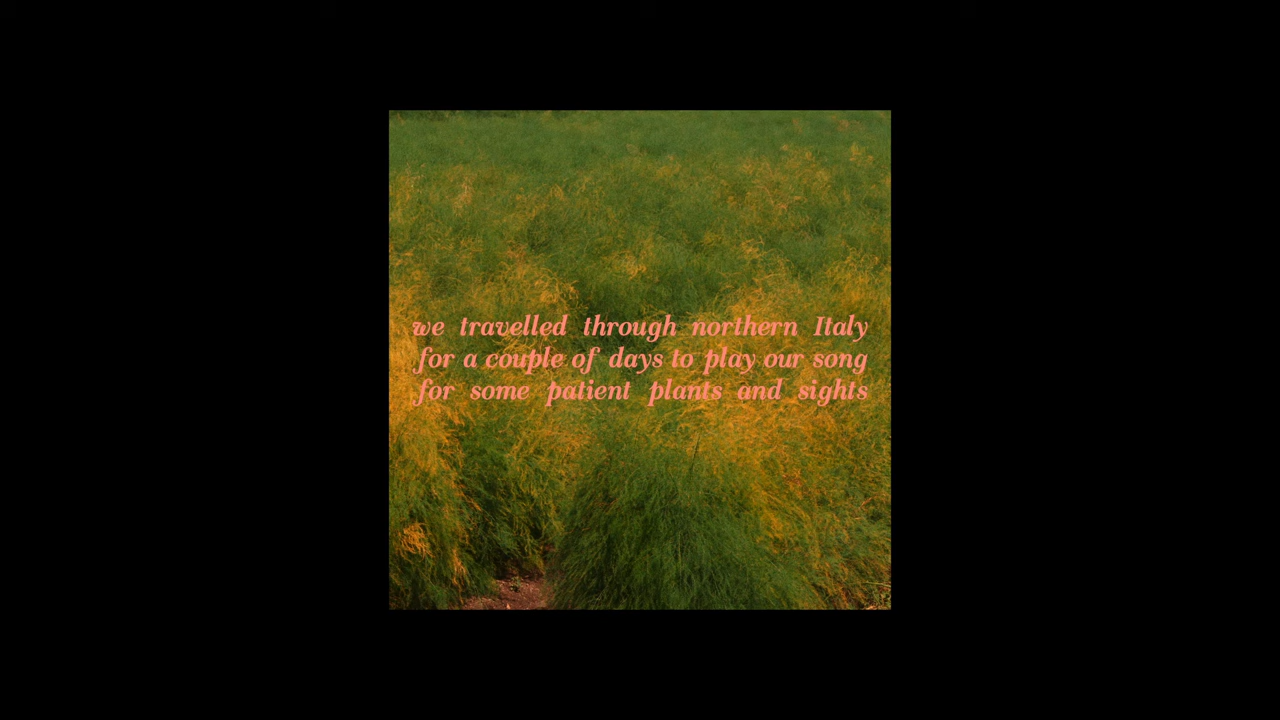 we travelled through northern Italy
for a couple of days to play our song
for some patient plants and sights